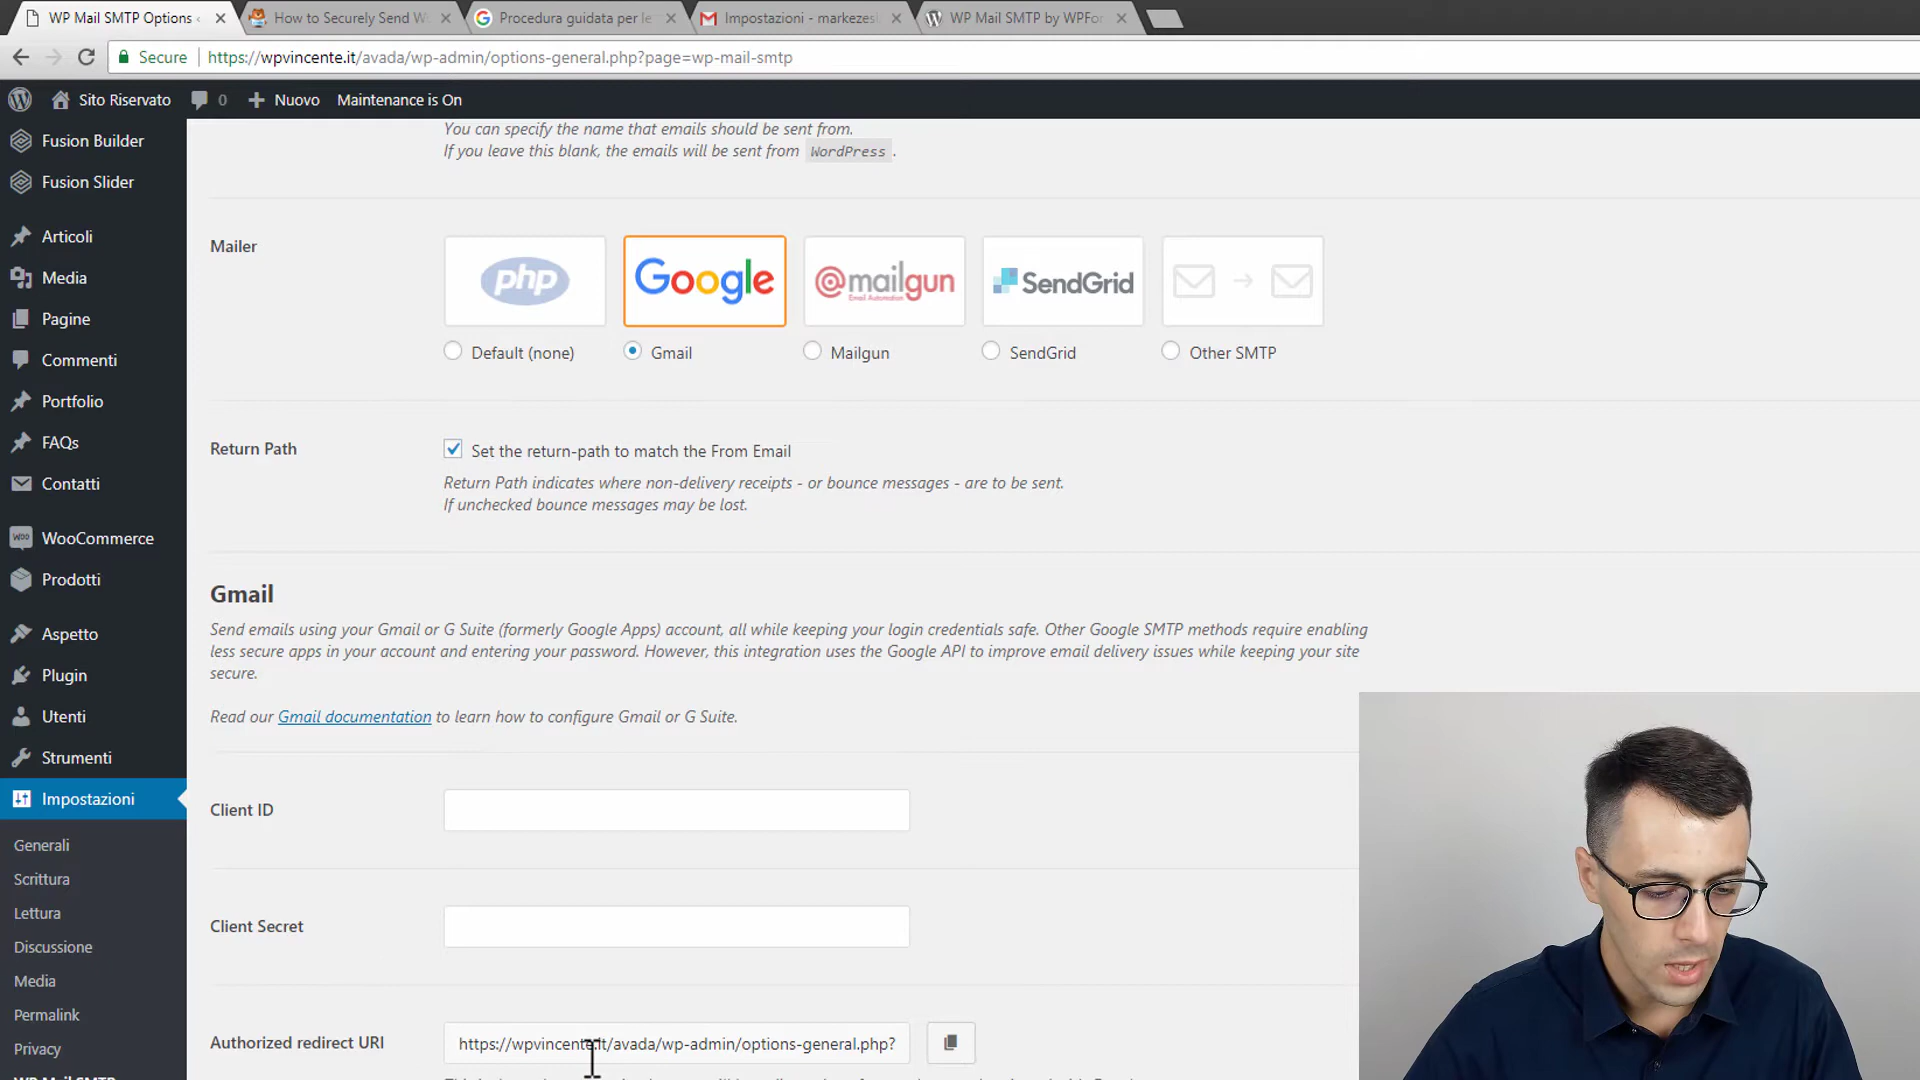 WP Mail SMTP Options
How to Securely Send W
Procedura guidata per le
Impostazioni - markezes
WP Mail SMTP by WPFor
Secure
https://wpvincente.it/avada/wp-admin/options-general.php?page=wp-mail-smtp
Sito Riservato
0
Nuovo
Maintenance is On
Fusion Builder
Fusion Slider
Articoli
Media
Pagine
Commenti
Portfolio
FAQs
Contatti
WOO
WooCommerce
Prodotti
Aspetto
Plugin
Utenti
Strumenti
Impostazioni
Generali
Scrittura
Lettura
Discussione
Media
Permalink
Privacy
WP Mail SMTP
You can specify the name that emails should be sent from.
If you leave this blank, the emails will be sent from WordPress .
Mailer
php
Google
@mailgun
Email Automation
SendGrid
Default (none)
Gmail
Mailgun
SendGrid
Other SMTP
Return Path
Set the return-path to match the From Email
Return Path indicates where non-delivery receipts - or bounce messages - are to be sent.
If unchecked bounce messages may be lost.
Gmail
Send emails using your Gmail or G Suite (formerly Google Apps) account, all while keeping your login credentials safe. Other Google SMTP methods require enabling
less secure apps in your account and entering your password. However, this integration uses the Google API to improve email delivery issues while keeping your site
secure.
Read our Gmail documentation to learn how to configure Gmail or G Suite.
Client ID
Client Secret
Authorized redirect URI
https://wpvincente.it/avada/wp-admin/options-general.php?